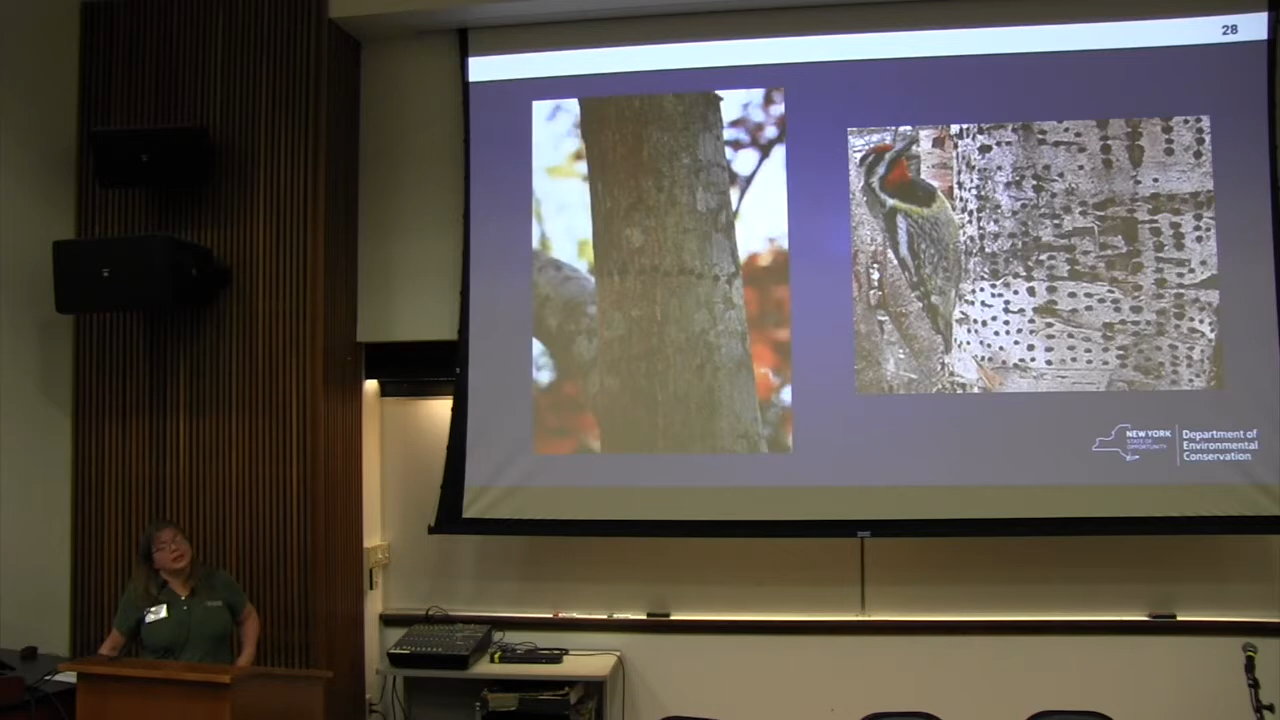 28
NEW YORK
STATE OF
OPPORTUNITY
Department of
Environmental
Conservation